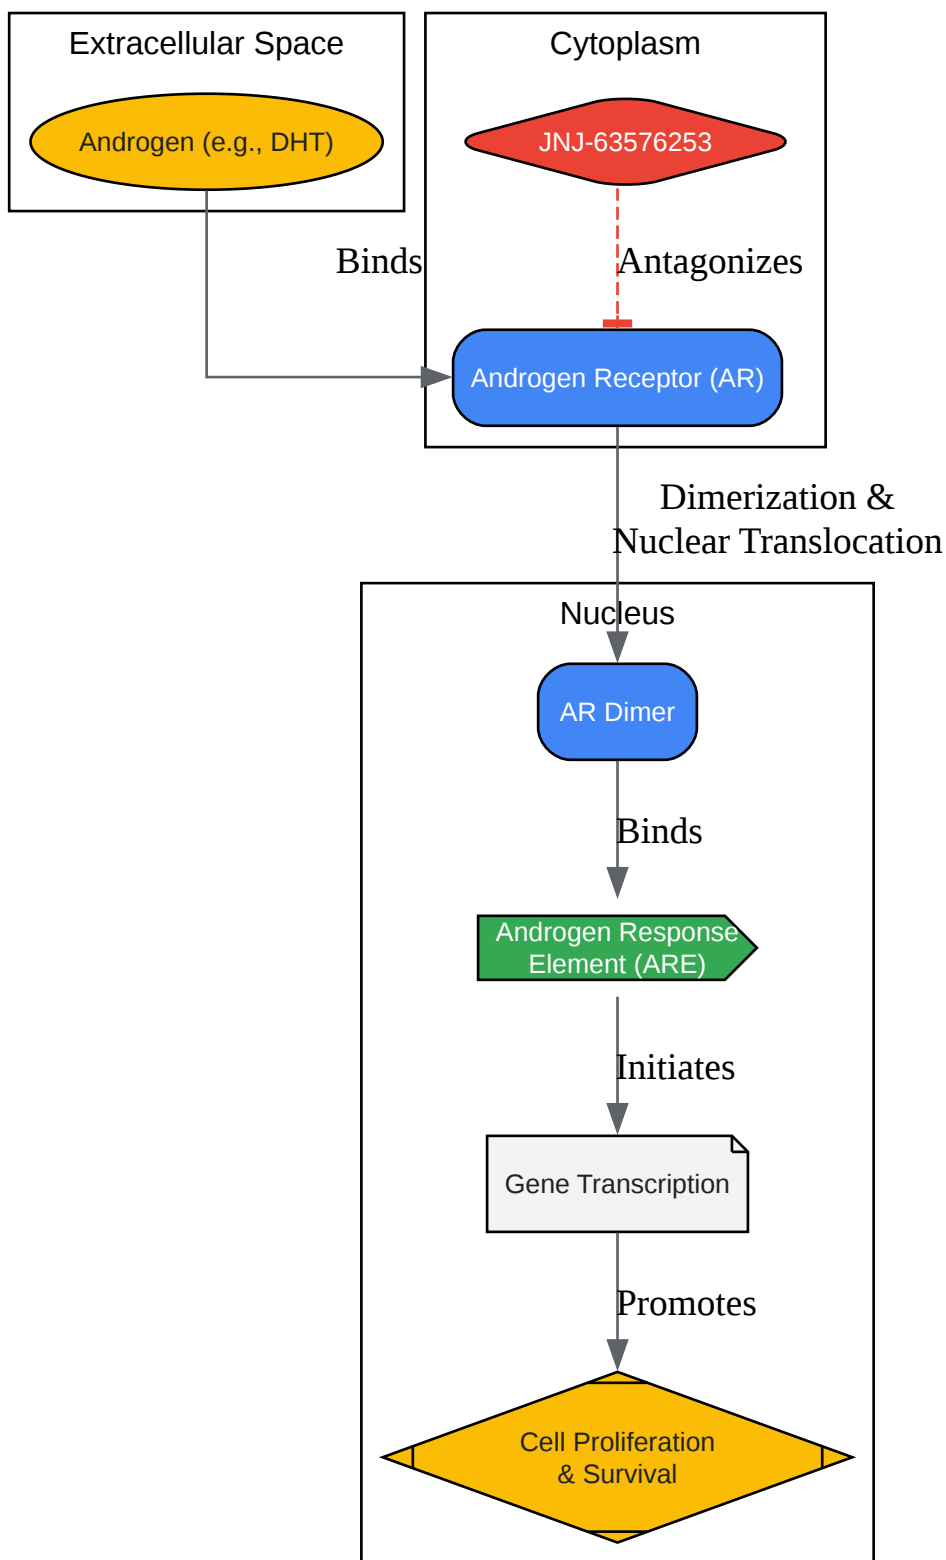 Extracellular Space
Cytoplasm
Androgen (e.g., DHT)
JNJ-63576253
Binds
Antagonizes
Androgen Receptor (AR)
Dimerization &
Nuclear Translocation
Nucleus
AR Dimer
Binds
Androgen Response
Element (ARE)
Initiates
Gene Transcription
Promotes
Cell Proliferation
& Survival